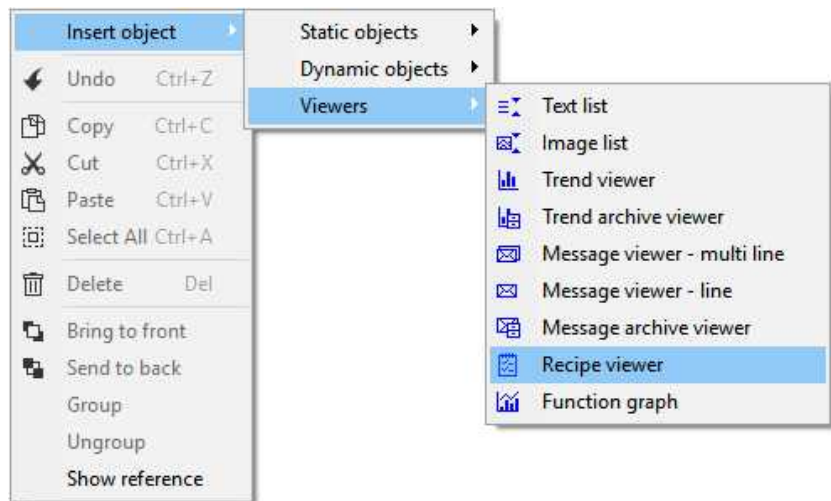 Insert object
Undo Ctrl+Z
Copy Ctrl+C
Cut Ctrl+X
Paste Ctrl+V
Select All Ctrl+A
Delete Del
Bring to front
Send to back
Group
Ungroup
Show reference
Static objects
Dynamic objects
Viewers
Text list
Image list
Trend viewer
Trend archive viewer
Message viewer - multi line
Message viewer - line
Message archive viewer
Recipe viewer
Function graph